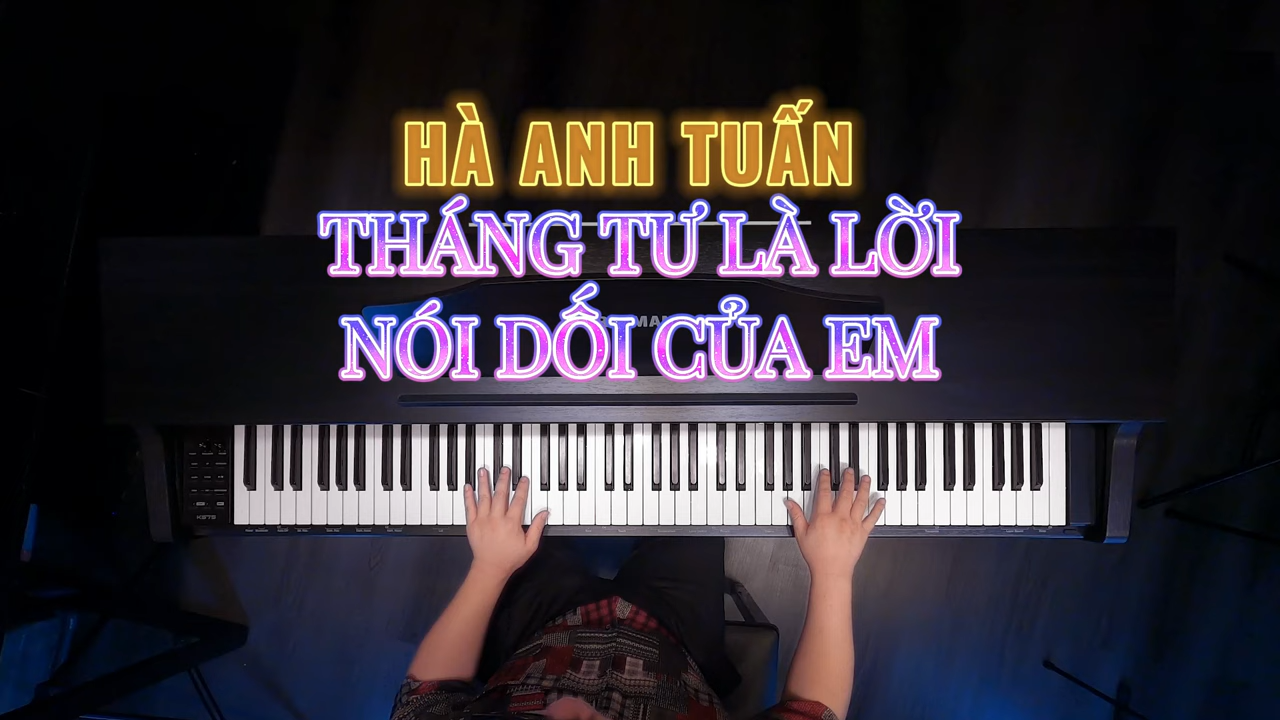 HÀ ANH TUẤN
THÁNG TƯ LÀ LỜI
NÓI DỐI CỦA EM